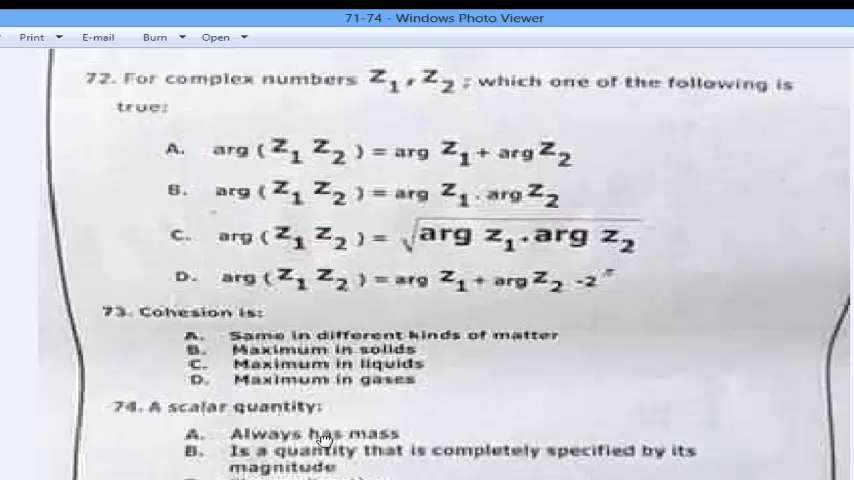 71-74 - Windows Photo Viewer
Print E-mail Burn Open
72. For complex numbers Z1, Z2; which one of the following is
true:
A. arg (Z1 Z2) = arg Z1 + arg Z2
B. arg (Z1 Z2) = arg Z1 . arg Z2
C. arg (Z1 Z2) = √arg z1.arg z2
D. arg (Z1 Z2) = arg Z1 + arg Z2 -2
73. Cohesion is:
A. Same in different kinds of matter
B. Maximum in solids
C. Maximum in liquids
D. Maximum in gases
74. A scalar quantity:
A. Always has mass
B. Is a quantity that is completely specified by its
magnitude